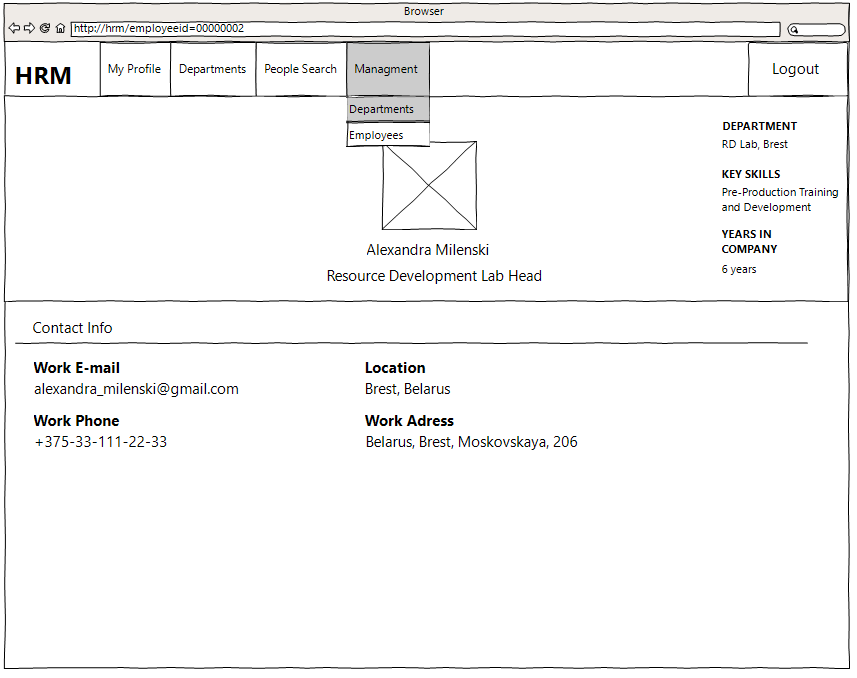 Browser
http://hrm/employeeid=00000002
HRM
My Profile
Departments
People Search
Managment
Logout
Departments
Employees
DEPARTMENT
RD Lab, Brest
KEY SKILLS
Pre-Production Training
and Development
YEARS IN
COMPANY
6 years
Alexandra Milenski
Resource Development Lab Head
Contact Info
Work E-mail
alexandra_milenski@gmail.com
Location
Brest, Belarus
Work Phone
+375-33-111-22-33
Work Adress
Belarus, Brest, Moskovskaya, 206